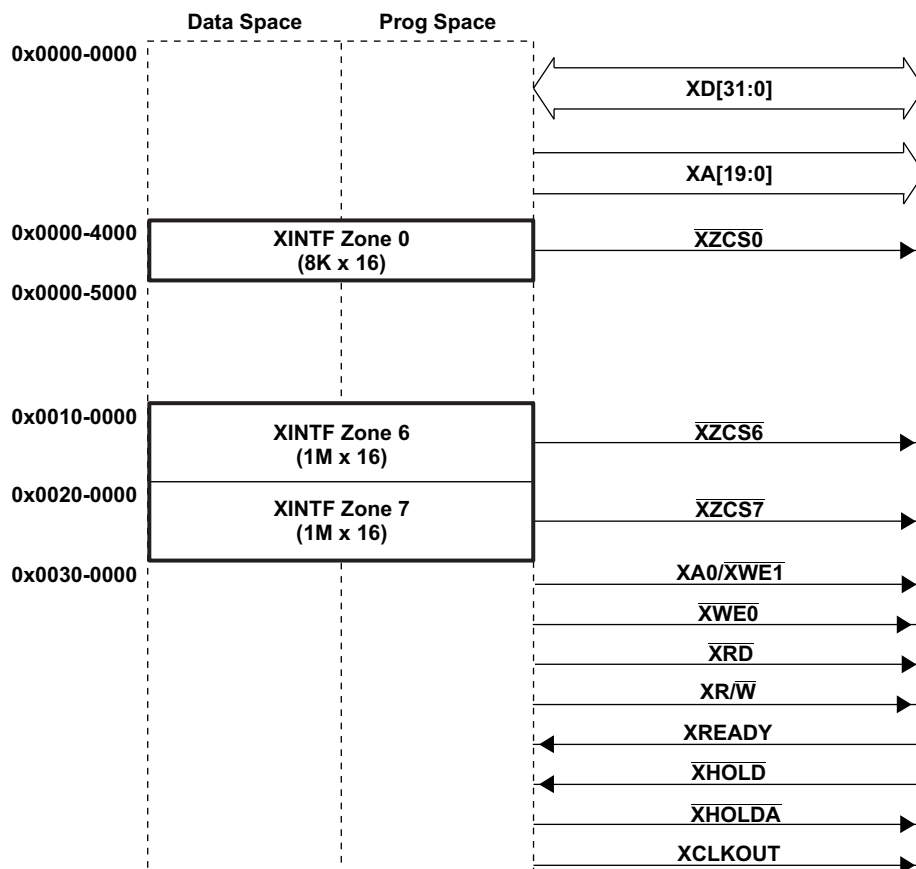 Data Space Prog Space
0x0000-0000
XD[31:0]
XA[19:0]
0x0000-4000
XINTF Zone 0
(8K x 16)
XZCS0
0x0000-5000
0x0010-0000
XINTF Zone 6
(1M x 16)
XZCS6
0x0020-0000
XINTF Zone 7
(1M x 16)
XZCS7
0x0030-0000
XA0/XWE1
XWE0
XRD
XR/W
XREADY
XHOLD
XHOLDA
XCLKOUT